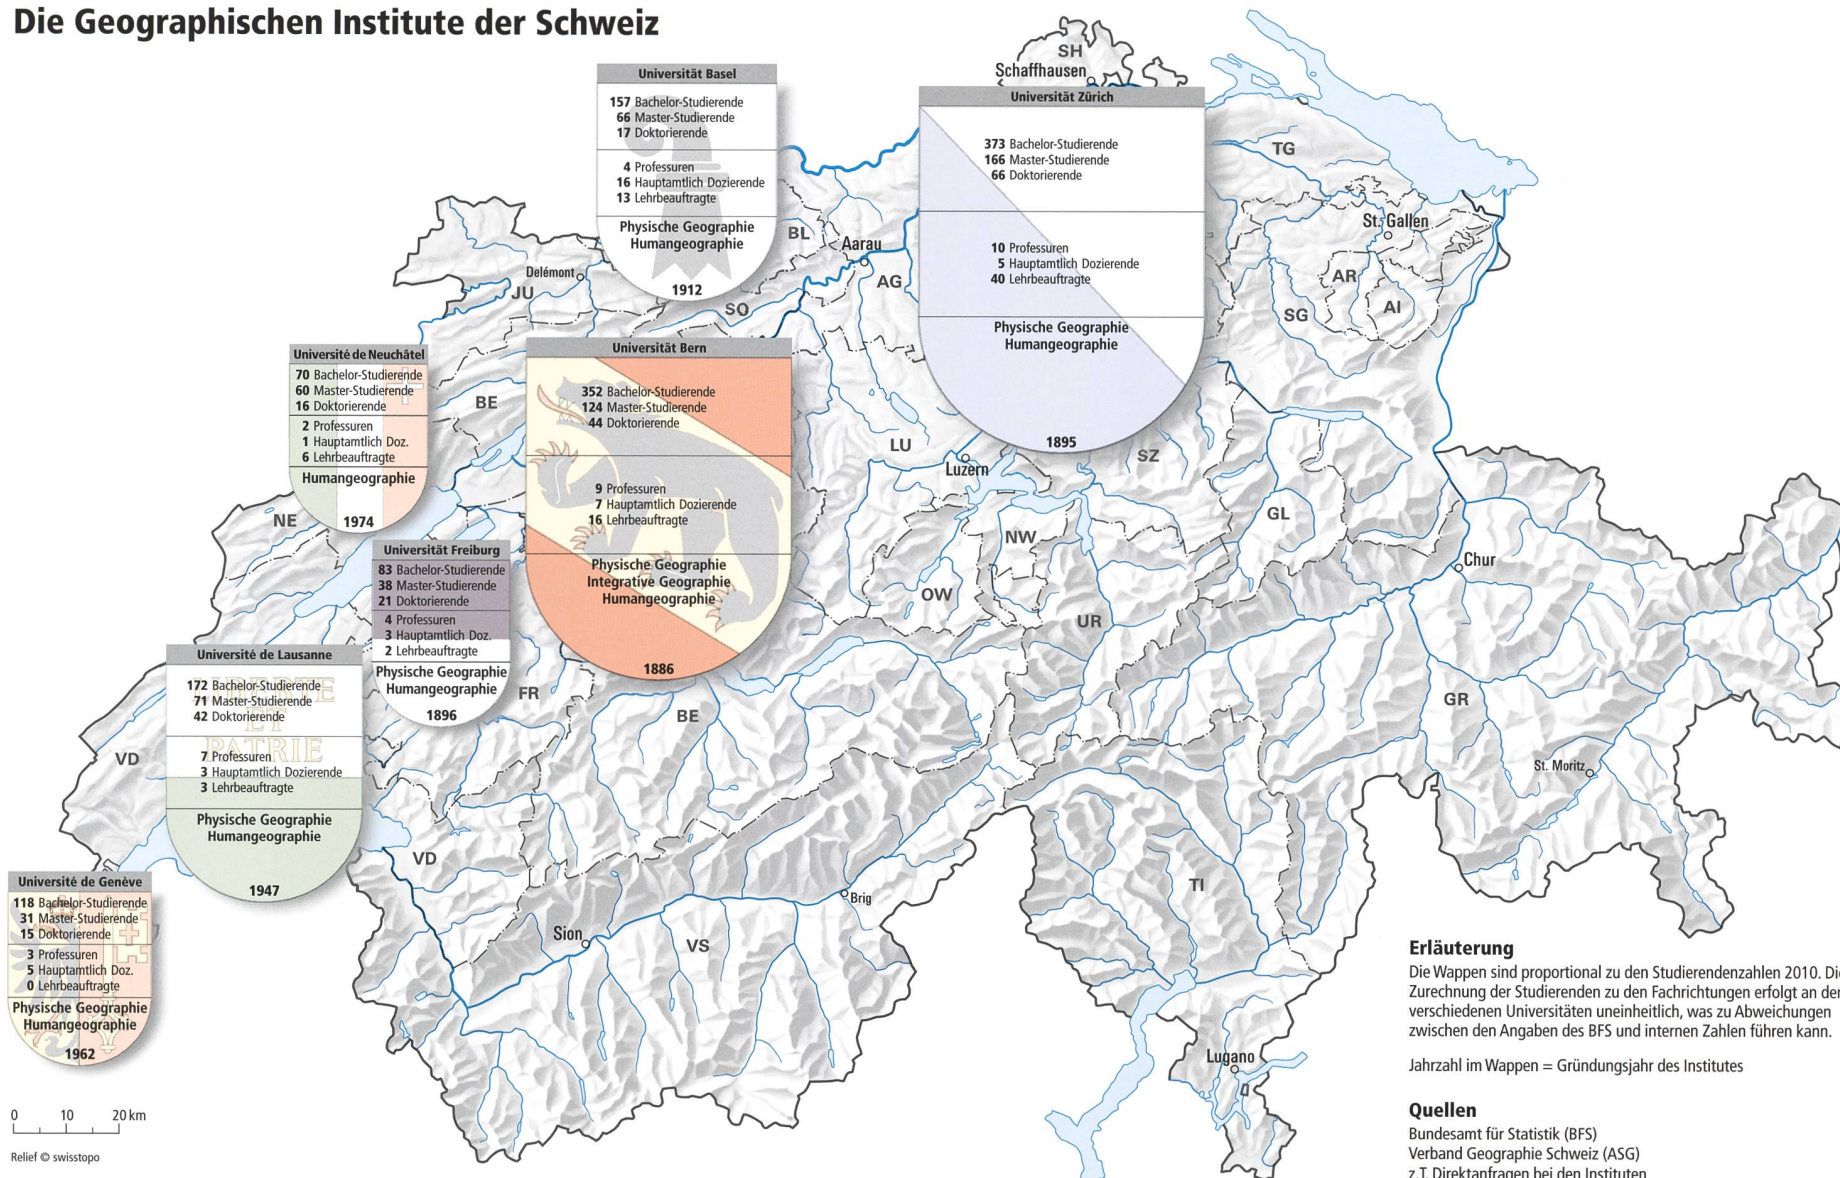 Die Geographischen Institute der Schweiz
Universität Basel
157 Bachelor-Studierende
66 Master-Studierende
17 Doktorierende
4 Professuren
16 Hauptamtlich Dozierende
13 Lehrbeauftragte
Physische Geographie
Humangeographie
1912
Universität Zürich
373 Bachelor-Studierende
166 Master-Studierende
66 Doktorierende
10 Professuren
5 Hauptamtlich Dozierende
40 Lehrbeauftragte
Physische Geographie
Humangeographie
1895
Université de Neuchâtel
70 Bachelor-Studierende
60 Master-Studierende
16 Doktorierende
2 Professuren
1 Hauptamtlich Doz.
6 Lehrbeauftragte
Humangeographie
1974
Universität Bern
352 Bachelor-Studierende
124 Master-Studierende
44 Doktorierende
9 Professuren
7 Hauptamtlich Dozierende
16 Lehrbeauftragte
Physische Geographie
Integrative Geographie
Humangeographie
1886
Universität Freiburg
83 Bachelor-Studierende
38 Master-Studierende
21 Doktorierende
4 Professuren
3 Hauptamtlich Doz.
2 Lehrbeauftragte
Physische Geographie
Humangeographie
1896
Université de Lausanne
LIBERTE
ET
PATRIE
172 Bachelor-Studierende
71 Master-Studierende
42 Doktorierende
7 Professuren
3 Hauptamtlich Dozierende
3 Lehrbeauftragte
Physische Geographie
Humangeographie
1947
Université de Genève
118 Bachelor-Studierende
31 Master-Studierende
15 Doktorierende
3 Professuren
5 Hauptamtlich Doz.
0 Lehrbeauftragte
Physische Geographie
Humangeographie
1962
SH
Schaffhausen
TG
St. Gallen
AR
AI
SG
BL
Aarau
AG
SO
Delémont
JU
BE
LU
Luzern
SZ
GL
NE
NW
OW
UR
Chur
FR
BE
GR
VD
St. Moritz
VD
TI
Brig
Sion
VS
Lugano
Erläuterung
Die Wappen sind proportional zu den Studierendenzahlen 2010. Die
Zurechnung der Studierenden zu den Fachrichtungen erfolgt an den
verschiedenen Universitäten uneinheitlich, was zu Abweichungen
zwischen den Angaben des BFS und internen Zahlen führen kann.
Jahrzahl im Wappen = Gründungsjahr des Institutes
Quellen
Bundesamt für Statistik (BFS)
Verband Geographie Schweiz (ASG)
z.T. Direktanfragen bei den Instituten
0 10 20 km
Relief © swisstopo